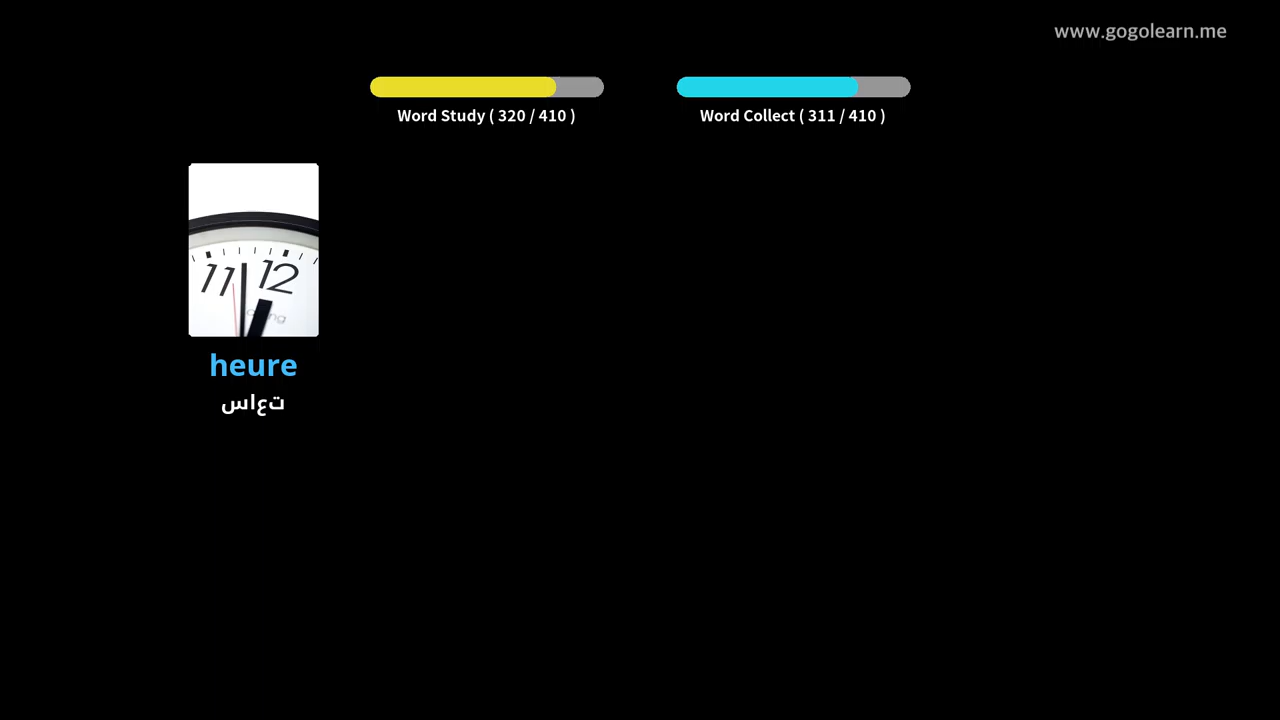 www.gogolearn.me
Word Study ( 320 / 410 )
Word Collect ( 311 / 410 )
11 12
heure
تعاس